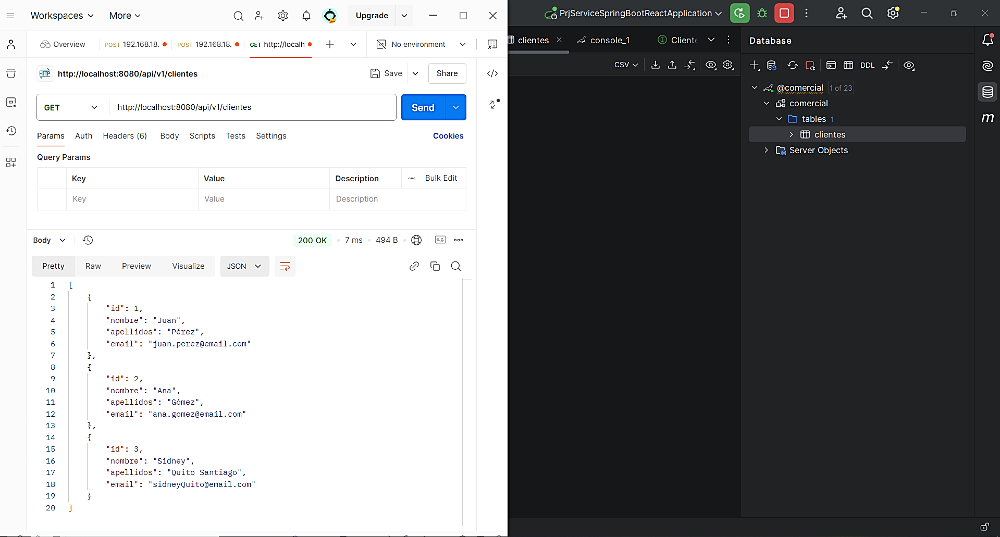 Workspaces More Upgrade
Overview POST 192.168.18. POST 192.168.18. GET http://localh No environment
HTTP http://localhost:8080/api/v1/clientes Save Share
GET http://localhost:8080/api/v1/clientes Send
Params Auth Headers (6) Body Scripts Tests Settings Cookies
Query Params
Key Value Description Bulk Edit
Key Value Description
Body 200 OK 7 ms 494 B e.g.
Pretty Raw Preview Visualize JSON
1 [
2 {
3 "id": 1,
4 "nombre": "Juan",
5 "apellidos": "Pérez",
6 "email": "juan.perez@email.com"
7 },
8 {
9 "id": 2,
10 "nombre": "Ana",
11 "apellidos": "Gómez",
12 "email": "ana.gomez@email.com"
13 },
14 {
15 "id": 3,
16 "nombre": "Sidney",
17 "apellidos": "Quito Santiago",
18 "email": "sidneyQuito@email.com"
19 }
20 ]
PrjServiceSpringBootReactApplication
clientes console_1 I Cliente Database
CSV DDL
@comercial 1 of 23
comercial
tables 1
clientes
Server Objects
m